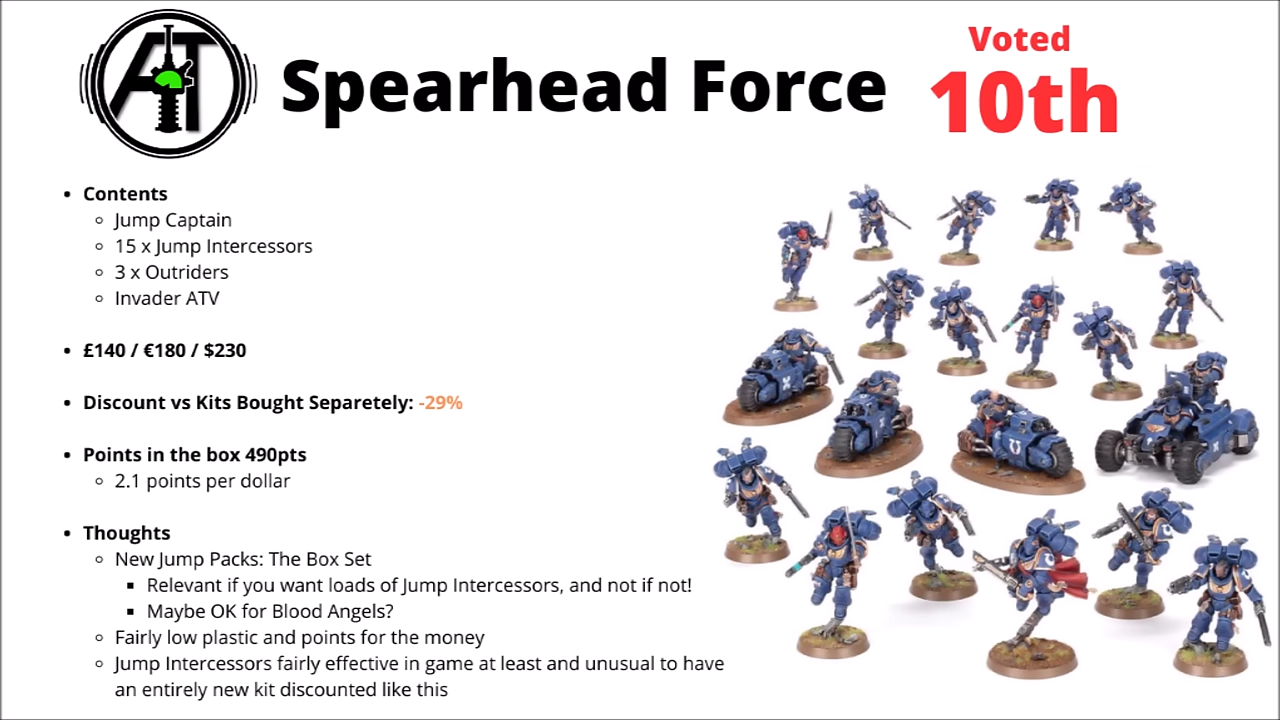 AT
Spearhead Force
Voted
10th
• Contents
◦ Jump Captain
◦ 15 x Jump Intercessors
◦ 3 x Outriders
◦ Invader ATV
• £140 / €180 / $230
• Discount vs Kits Bought Separetely: -29%
• Points in the box 490pts
◦ 2.1 points per dollar
• Thoughts
◦ New Jump Packs: The Box Set
▪ Relevant if you want loads of Jump Intercessors, and not if not!
▪ Maybe OK for Blood Angels?
◦ Fairly low plastic and points for the money
◦ Jump Intercessors fairly effective in game at least and unusual to have
an entirely new kit discounted like this